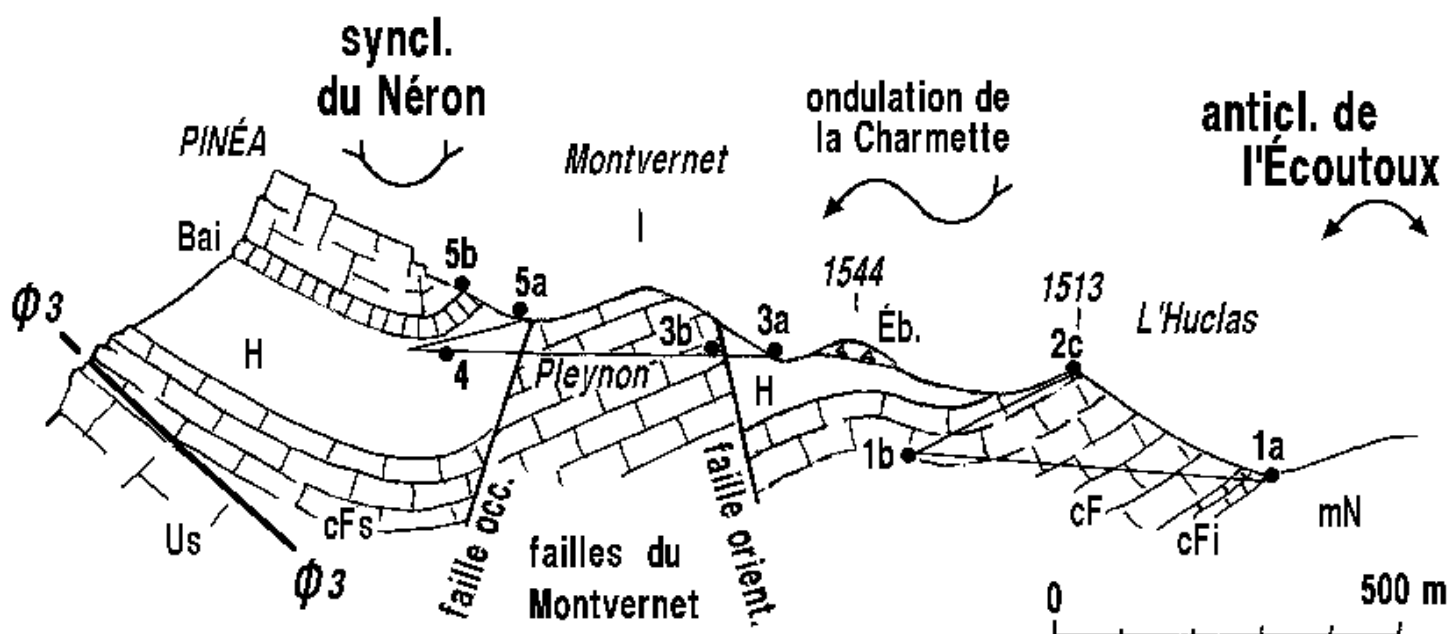 syncl.
du Néron
PINÉA
Montvernet
ondulation de
la Charmette
anticl. de
l'Écoutoux
Bai
5b
5a
1544
1513
L'Huclas
ϕ3
H
4
Pleynon
3b
3a
Éb.
2c
H
1b
1a
Us
cFs
ϕ3
faille occ.
failles du
Montvernet
faille orient.
cF
cFi
mN
0
500 m